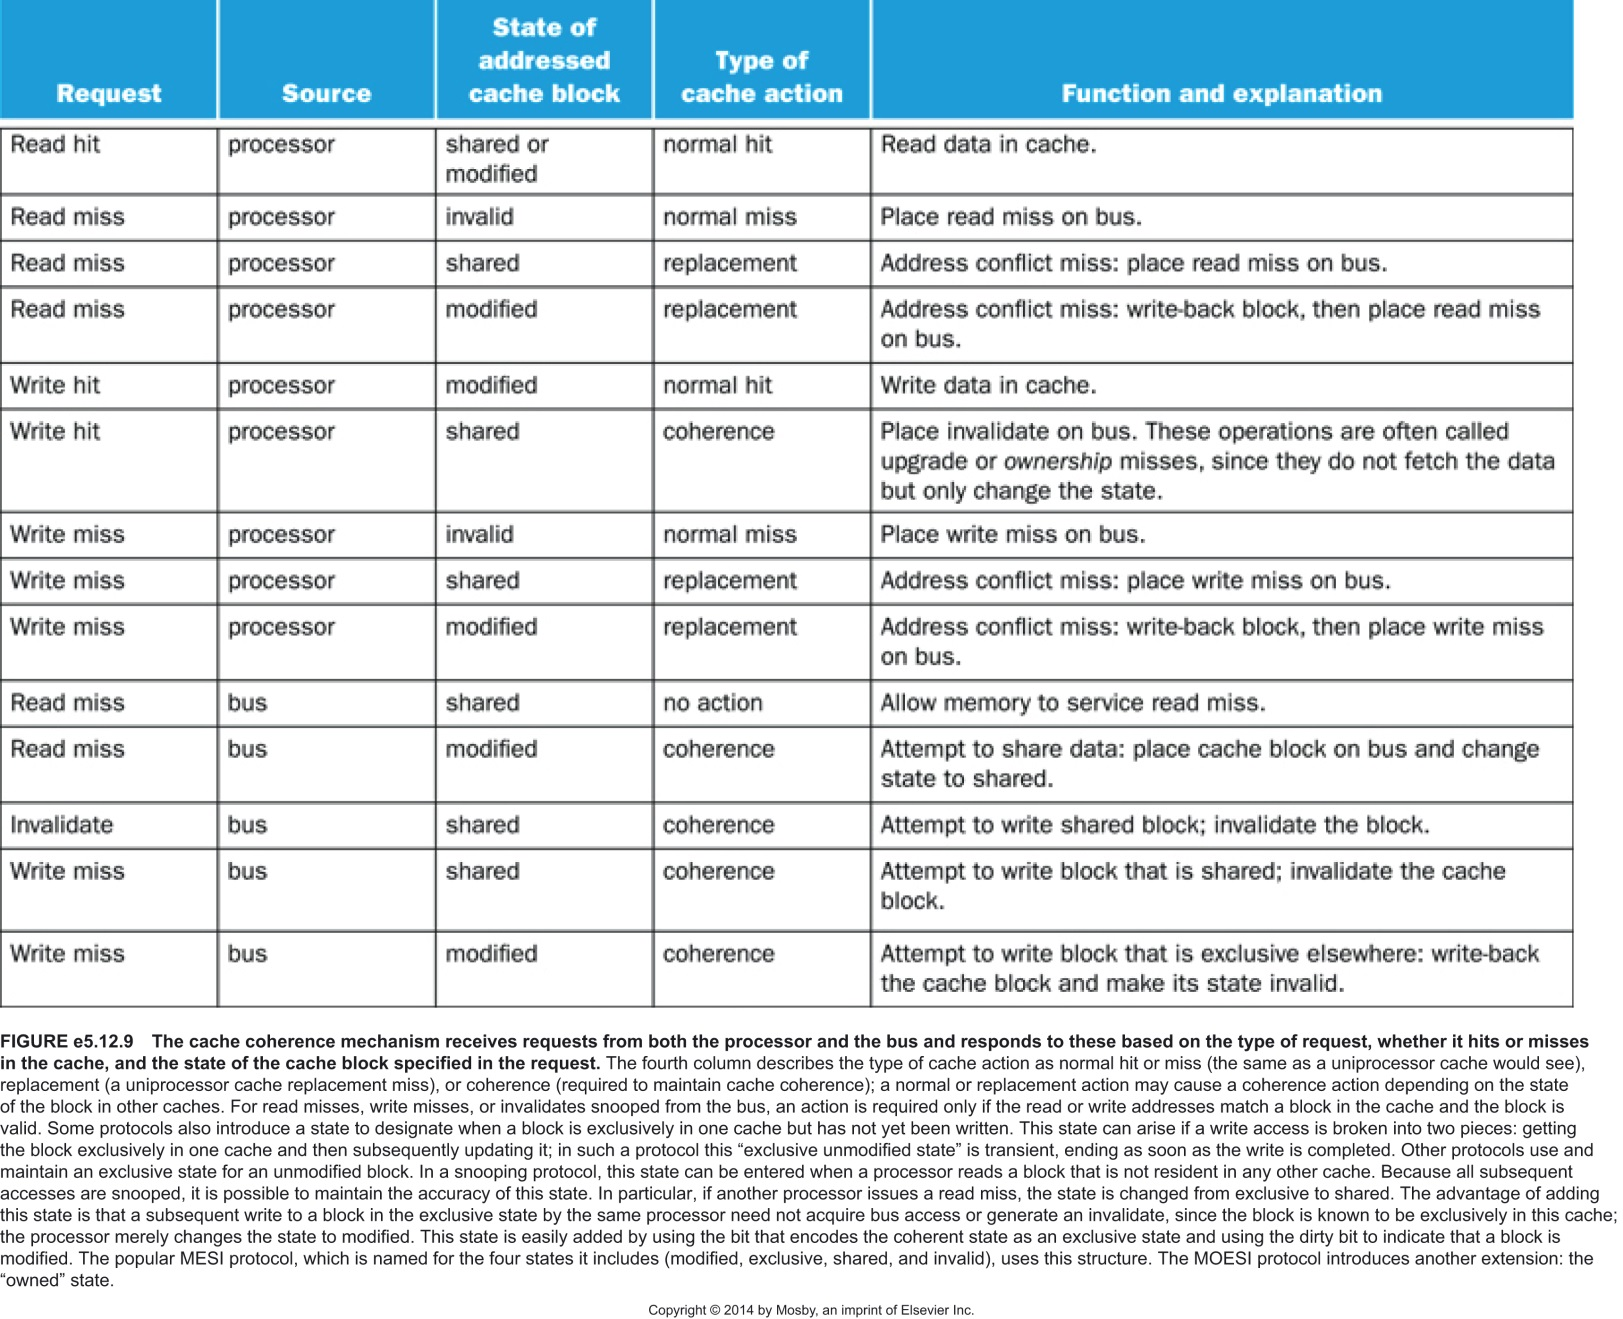 Request
Source
State of
addressed
cache block
Type of
cache action
Function and explanation
Read hit
processor
shared or
modified
normal hit
Read data in cache.
Read miss
processor
invalid
normal miss
Place read miss on bus.
Read miss
processor
shared
replacement
Address conflict miss: place read miss on bus.
Read miss
processor
modified
replacement
Address conflict miss: write-back block, then place read miss
on bus.
Write hit
processor
modified
normal hit
Write data in cache.
Write hit
processor
shared
coherence
Place invalidate on bus. These operations are often called
upgrade or ownership misses, since they do not fetch the data
but only change the state.
Write miss
processor
invalid
normal miss
Place write miss on bus.
Write miss
processor
shared
replacement
Address conflict miss: place write miss on bus.
Write miss
processor
modified
replacement
Address conflict miss: write-back block, then place write miss
on bus.
Read miss
bus
shared
no action
Allow memory to service read miss.
Read miss
bus
modified
coherence
Attempt to share data: place cache block on bus and change
state to shared.
Invalidate
bus
shared
coherence
Attempt to write shared block; invalidate the block.
Write miss
bus
shared
coherence
Attempt to write block that is shared; invalidate the cache
block.
Write miss
bus
modified
coherence
Attempt to write block that is exclusive elsewhere: write-back
the cache block and make its state invalid.
FIGURE e5.12.9 The cache coherence mechanism receives requests from both the processor and the bus and responds to these based on the type of request, whether it hits or misses
in the cache, and the state of the cache block specified in the request. The fourth column describes the type of cache action as normal hit or miss (the same as a uniprocessor cache would see),
replacement (a uniprocessor cache replacement miss), or coherence (required to maintain cache coherence); a normal or replacement action may cause a coherence action depending on the state
of the block in other caches. For read misses, write misses, or invalidates snooped from the bus, an action is required only if the read or write addresses match a block in the cache and the block is
valid. Some protocols also introduce a state to designate when a block is exclusively in one cache but has not yet been written. This state can arise if a write access is broken into two pieces: getting
the block exclusively in one cache and then subsequently updating it; in such a protocol this “exclusive unmodified state” is transient, ending as soon as the write is completed. Other protocols use and
maintain an exclusive state for an unmodified block. In a snooping protocol, this state can be entered when a processor reads a block that is not resident in any other cache. Because all subsequent
accesses are snooped, it is possible to maintain the accuracy of this state. In particular, if another processor issues a read miss, the state is changed from exclusive to shared. The advantage of adding
this state is that a subsequent write to a block in the exclusive state by the same processor need not acquire bus access or generate an invalidate, since the block is known to be exclusively in this cache;
the processor merely changes the state to modified. This state is easily added by using the bit that encodes the coherent state as an exclusive state and using the dirty bit to indicate that a block is
modified. The popular MESI protocol, which is named for the four states it includes (modified, exclusive, shared, and invalid), uses this structure. The MOESI protocol introduces another extension: the
“owned” state.
Copyright © 2014 by Mosby, an imprint of Elsevier Inc.